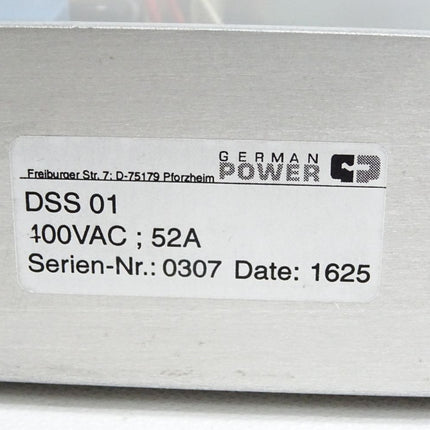 GERMAN
POWER
Freiburger Str. 7; D-75179 Pforzheim
DSS 01
400VAC ; 52A
Serien-Nr.: 0307 Date: 1625